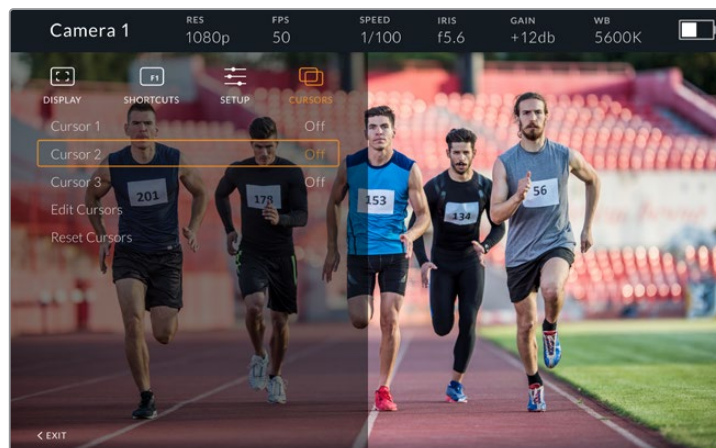 Camera 1
RES
1080p
FPS
50
SPEED
1/100
IRIS
f5.6
GAIN
+12db
WB
5600K
F1
DISPLAY
SHORTCUTS
SETUP
CURSORS
Cursor 1 Off
Cursor 2 Off
Cursor 3 Off
Edit Cursors
Reset Cursors
201
178
153
134
56
< EXIT